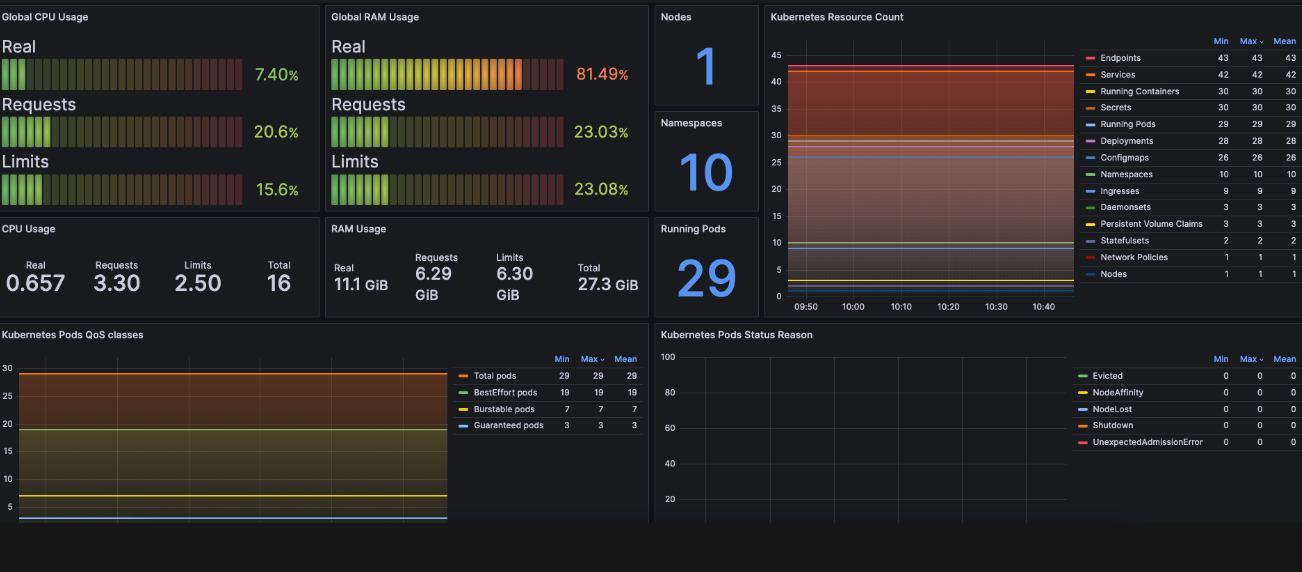 Global CPU Usage
Real
7.40%
Requests
20.6%
Limits
15.6%
Global RAM Usage
Real
81.49%
Requests
23.03%
Limits
23.08%
Nodes
1
Namespaces
10
Running Pods
29
Kubernetes Resource Count
45
40
35
30
25
20
15
10
5
0
09:50 10:00 10:10 10:20 10:30 10:40
Min Max Mean
Endpoints 43 43 43
Services 42 42 42
Running Containers 30 30 30
Secrets 30 30 30
Running Pods 29 29 29
Deployments 28 28 28
Configmaps 26 26 26
Namespaces 10 10 10
Ingresses 9 9 9
Daemonsets 3 3 3
Persistent Volume Claims 3 3 3
Statefulsets 2 2 2
Network Policies 1 1 1
Nodes 1 1 1
CPU Usage
Real Requests Limits Total
0.657 3.30 2.50 16
RAM Usage
Real
11.1 GiB
Requests
6.29
GiB
Limits
6.30
GiB
Total
27.3 GiB
Kubernetes Pods QoS classes
30
25
20
15
10
5
Min Max Mean
Total pods 29 29 29
BestEffort pods 19 19 19
Burstable pods 7 7 7
Guaranteed pods 3 3 3
Kubernetes Pods Status Reason
100
80
60
40
20
Min Max Mean
Evicted 0 0 0
NodeAffinity 0 0 0
NodeLost 0 0 0
Shutdown 0 0 0
UnexpectedAdmissionError 0 0 0